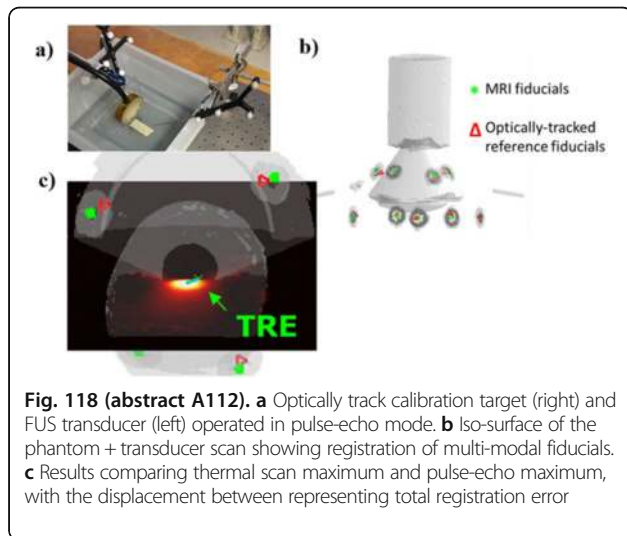 a)
b)
MRI fiducials
Optically-tracked
reference fiducials
c)
TRE
Fig. 118 (abstract A112). a Optically track calibration target (right) and
FUS transducer (left) operated in pulse-echo mode. b Iso-surface of the
phantom + transducer scan showing registration of multi-modal fiducials.
c Results comparing thermal scan maximum and pulse-echo maximum,
with the displacement between representing total registration error